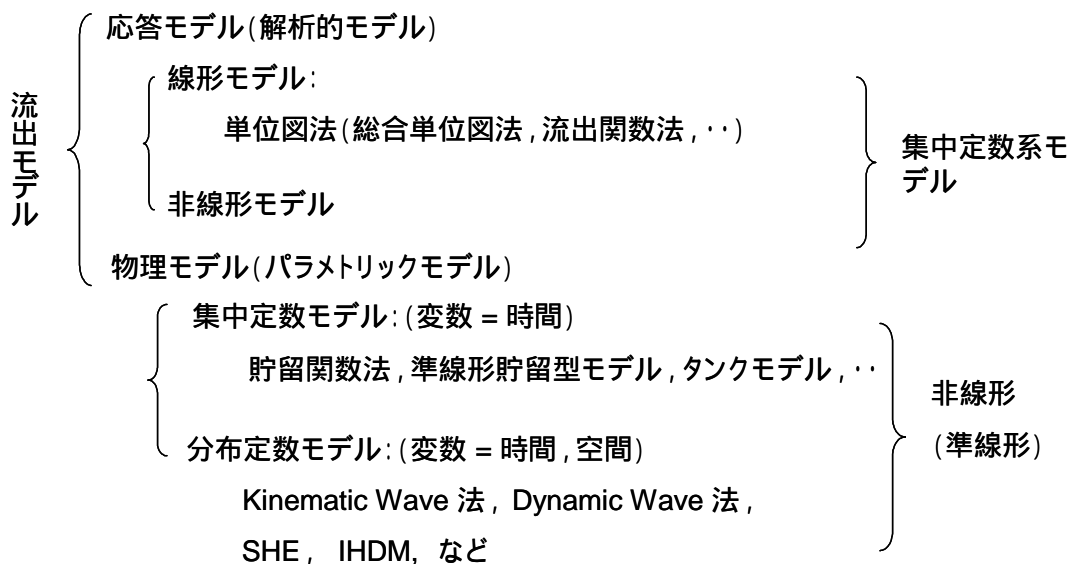 流出モデル
応答モデル(解析的モデル)
線形モデル:
単位図法(総合単位図法,流出関数法,‥)
非線形モデル
集中定数系モ
デル
物理モデル(パラメトリックモデル)
集中定数モデル:(変数 = 時間)
貯留関数法,準線形貯留型モデル,タンクモデル,‥
分布定数モデル:(変数 = 時間,空間)
Kinematic Wave 法, Dynamic Wave 法,
SHE, IHDM, など
非線形
(準線形)